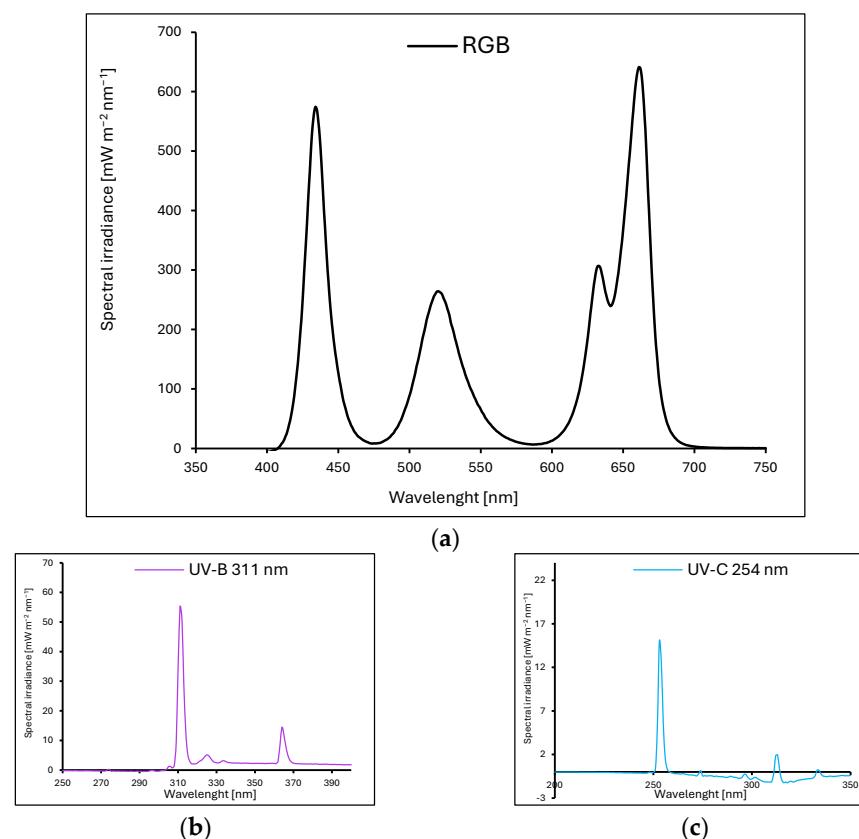 RGB
Spectral irradiance [mW m⁻² nm⁻¹]
700
600
500
400
300
200
100
0
350 400 450 500 550 600 650 700 750
Wavelenght [nm]
(a)
UV-B 311 nm
Spectral irradiance [mW m⁻² nm⁻¹]
70
60
50
40
30
20
10
0
250 270 290 310 330 350 370 390
Wavelenght [nm]
(b)
UV-C 254 nm
Spectral irradiance [mW m⁻² nm⁻¹]
22
17
12
7
2
-3
200 250 300 350
Wavelenght [nm]
(c)